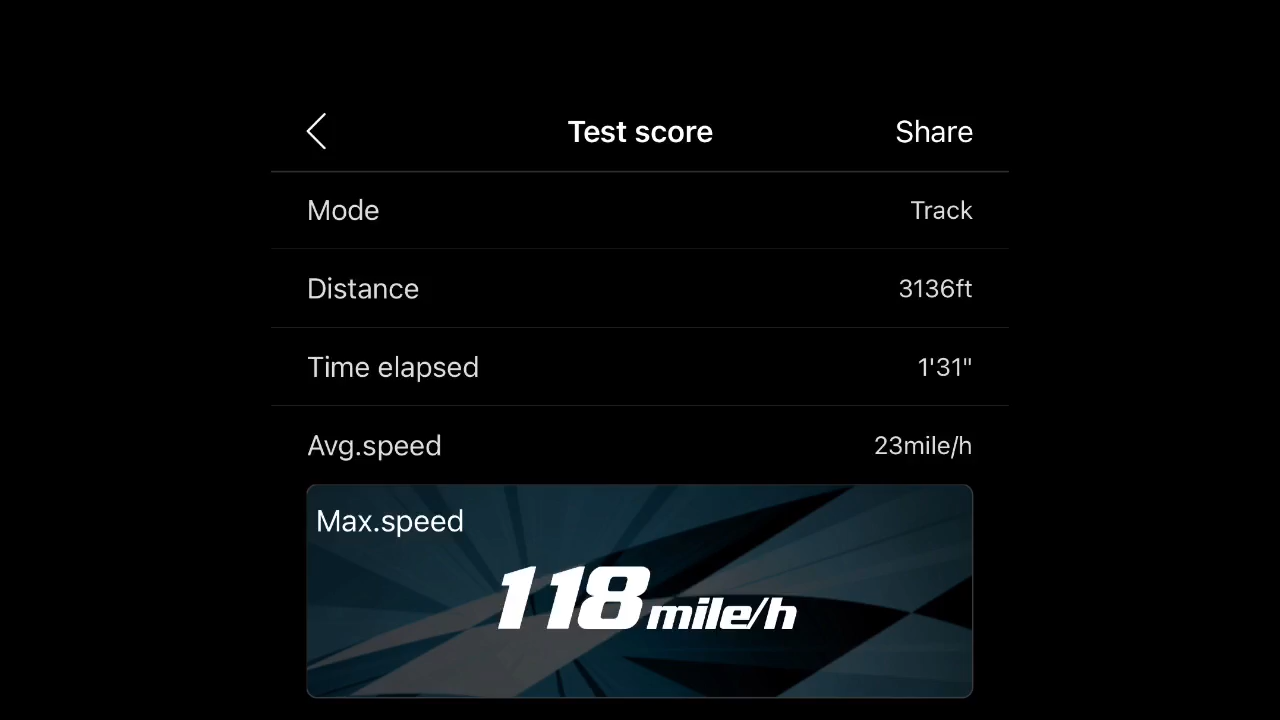 Test score
Share
Mode
Track
Distance
3136ft
Time elapsed
1'31"
Avg.speed
23mile/h
Max.speed
118mile/h